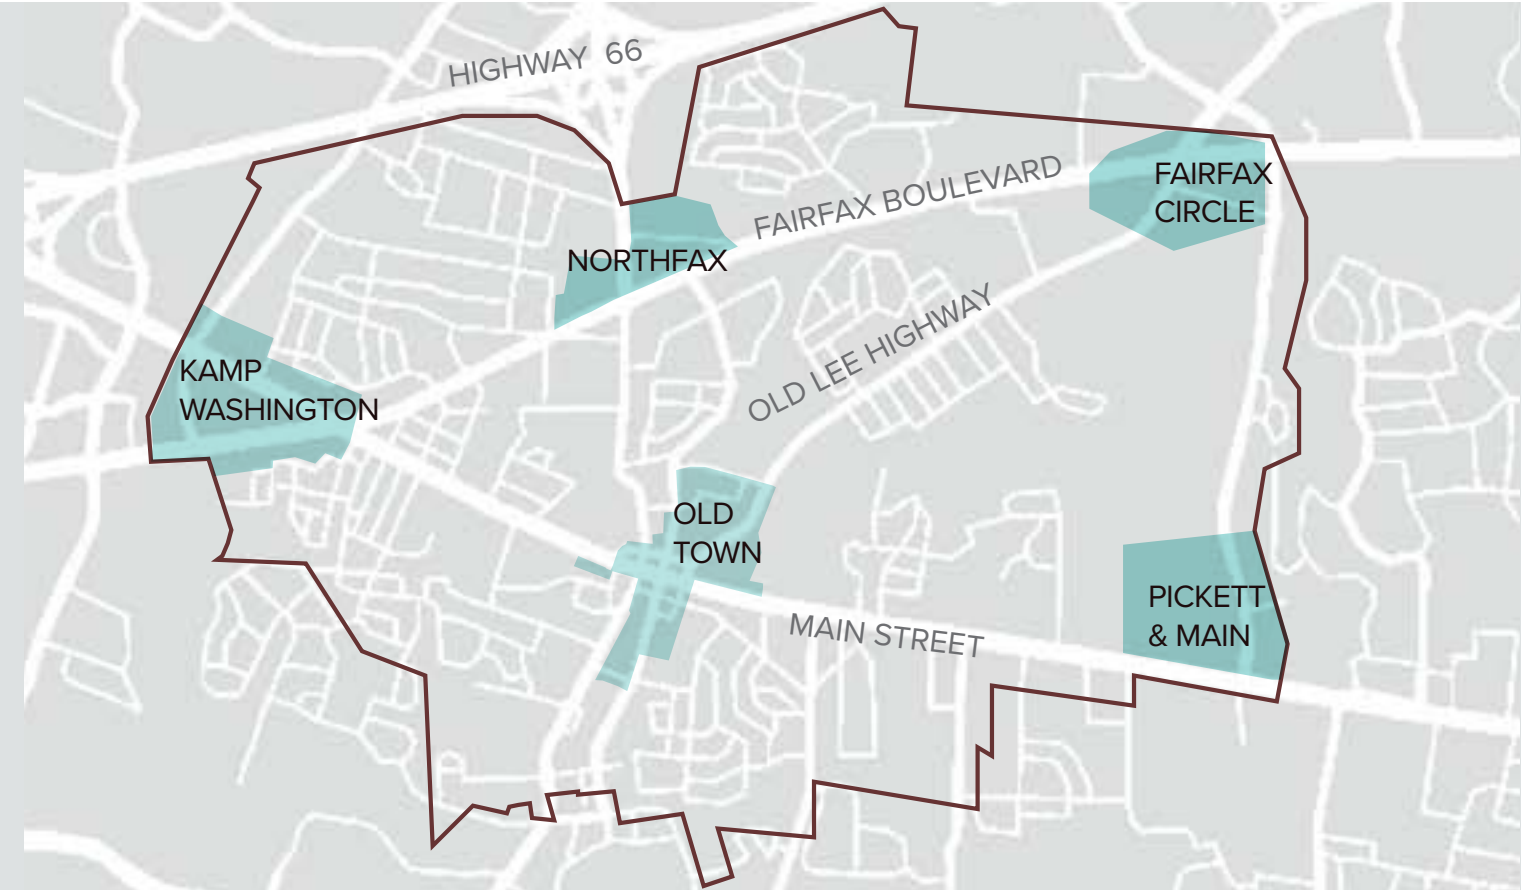 HIGHWAY 66
FAIRFAX
CIRCLE
FAIRFAX BOULEVARD
NORTHFAX
OLD LEE HIGHWAY
KAMP
WASHINGTON
OLD
TOWN
PICKETT
& MAIN
MAIN STREET